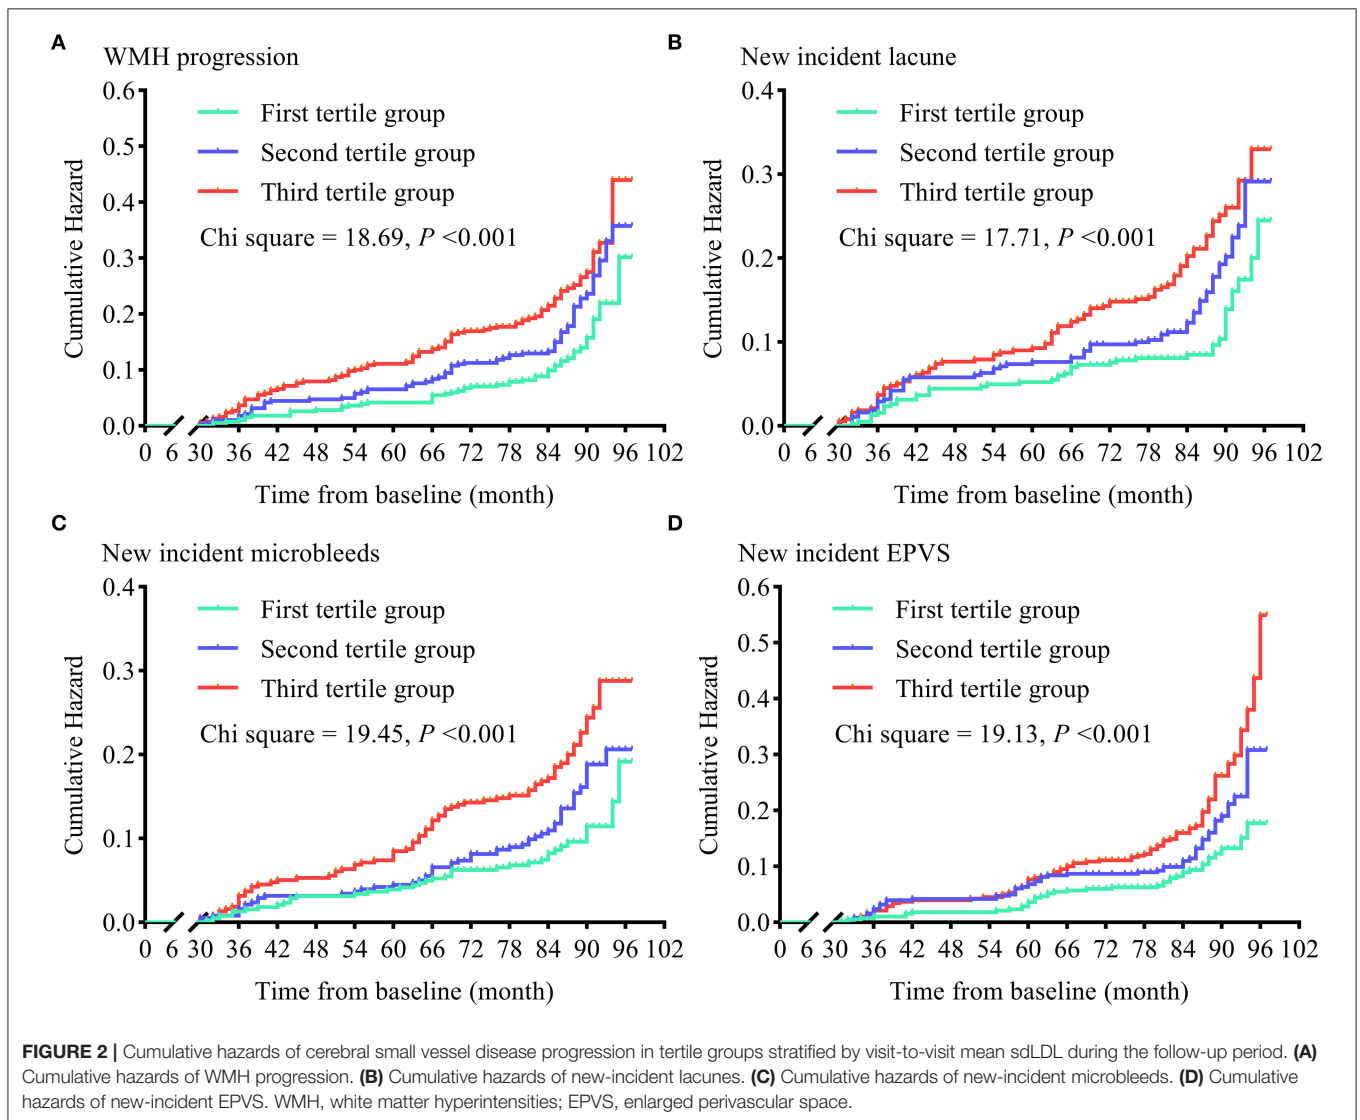 A
WMH progression
0.6
0.5
0.4
0.3
0.2
0.1
0.0
Cumulative Hazard
First tertile group
Second tertile group
Third tertile group
Chi square = 18.69, P <0.001
0 6 30 36 42 48 54 60 66 72 78 84 90 96 102
Time from baseline (month)
B
New incident lacune
0.4
0.3
0.2
0.1
0.0
Cumulative Hazard
First tertile group
Second tertile group
Third tertile group
Chi square = 17.71, P <0.001
0 6 30 36 42 48 54 60 66 72 78 84 90 96 102
Time from baseline (month)
C
New incident microbleeds
0.4
0.3
0.2
0.1
0.0
Cumulative Hazard
First tertile group
Second tertile group
Third tertile group
Chi square = 19.45, P <0.001
0 6 30 36 42 48 54 60 66 72 78 84 90 96 102
Time from baseline (month)
D
New incident EPVS
0.6
0.5
0.4
0.3
0.2
0.1
0.0
Cumulative Hazard
First tertile group
Second tertile group
Third tertile group
Chi square = 19.13, P <0.001
0 6 30 36 42 48 54 60 66 72 78 84 90 96 102
Time from baseline (month)
FIGURE 2 | Cumulative hazards of cerebral small vessel disease progression in tertile groups stratified by visit-to-visit mean sdLDL during the follow-up period. (A)
Cumulative hazards of WMH progression. (B) Cumulative hazards of new-incident lacunes. (C) Cumulative hazards of new-incident microbleeds. (D) Cumulative
hazards of new-incident EPVS. WMH, white matter hyperintensities; EPVS, enlarged perivascular space.